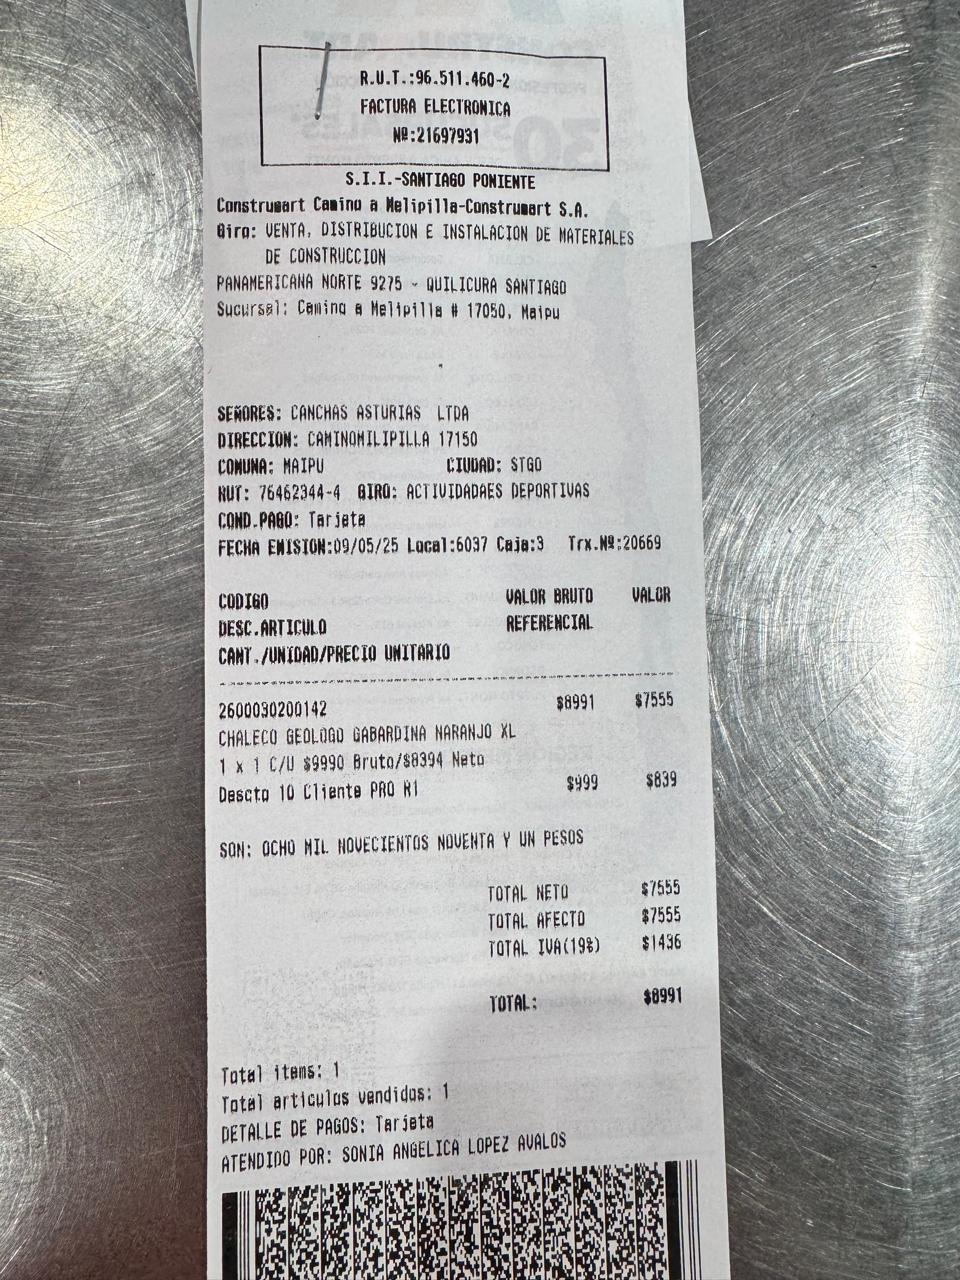 R.U.T.:96.511.460-2
FACTURA ELECTRONICA
Nº:21697931
S.I.I.-SANTIAGO PONIENTE
Construmart Camino a Melipilla-Construmart S.A.
Giro: VENTA, DISTRIBUCION E INSTALACION DE MATERIALES
DE CONSTRUCCION
PANAMERICANA NORTE 9275 - QUILICURA SANTIAGO
Sucursal: Camino a Melipilla # 17050, Maipu
SEÑORES: CANCHAS ASTURIAS LTDA
DIRECCION: CAMINOMILIPILLA 17150
COMUNA: MAIPU CIUDAD: STGO
RUT: 76462344-4 GIRO: ACTIVIDADAES DEPORTIVAS
COND.PAGO: Tarjeta
FECHA EMISION:09/05/25 Local:6037 Caja:3 Trx.Nº:20669
CODIGO VALOR BRUTO VALOR
DESC.ARTICULO REFERENCIAL
CANT./UNIDAD/PRECIO UNITARIO
2600030200142 $8991 $7555
CHALECO GEOLOGO GABARDINA NARANJO XL
1 x 1 C/U $9990 Bruto/$8394 Neto
Descto 10 Cliente PRO R1 $999 $839
SON: OCHO MIL NOVECIENTOS NOVENTA Y UN PESOS
TOTAL NETO $7555
TOTAL AFECTO $7555
TOTAL IVA(19%) $1436
TOTAL: $8991
Total items: 1
Total articulos vendidos: 1
DETALLE DE PAGOS: Tarjeta
ATENDIDO POR: SONIA ANGELICA LOPEZ AVALOS